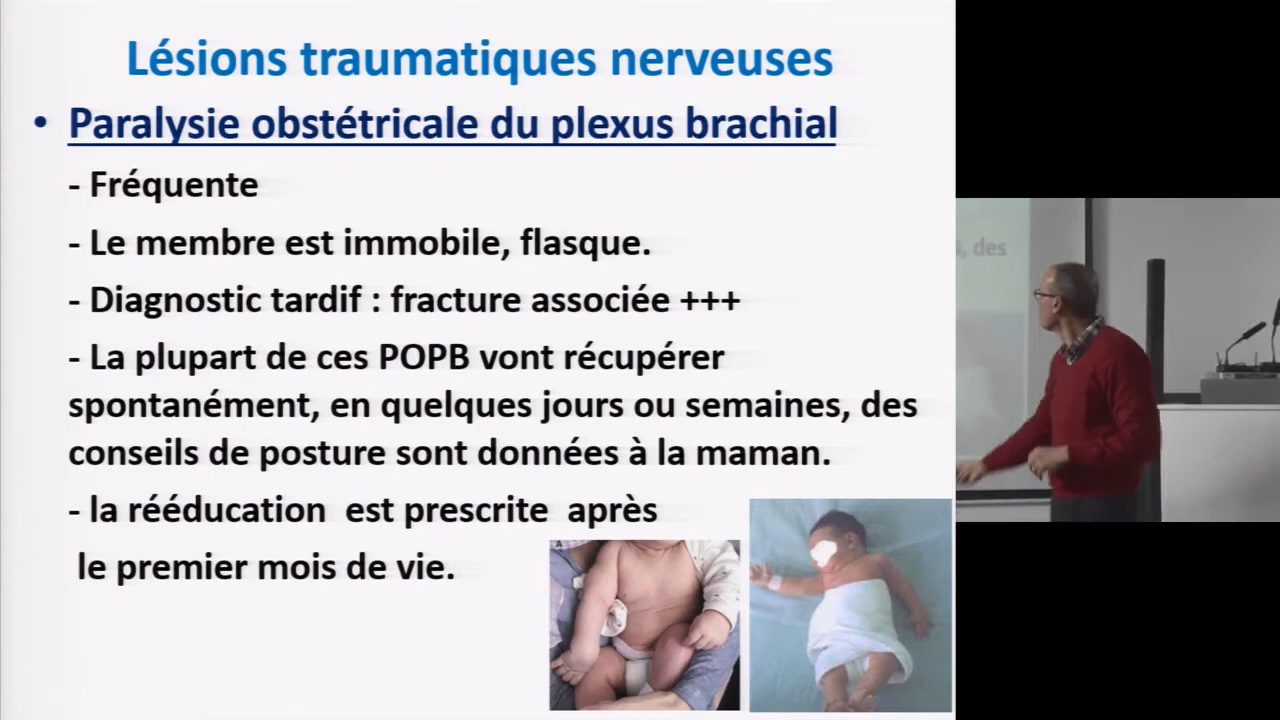 Lésions traumatiques nerveuses
• Paralysie obstétricale du plexus brachial
- Fréquente
- Le membre est immobile, flasque.
- Diagnostic tardif : fracture associée +++
- La plupart de ces POPB vont récupérer
spontanément, en quelques jours ou semaines, des
conseils de posture sont données à la maman.
- la rééducation est prescrite après
le premier mois de vie.
A
, des